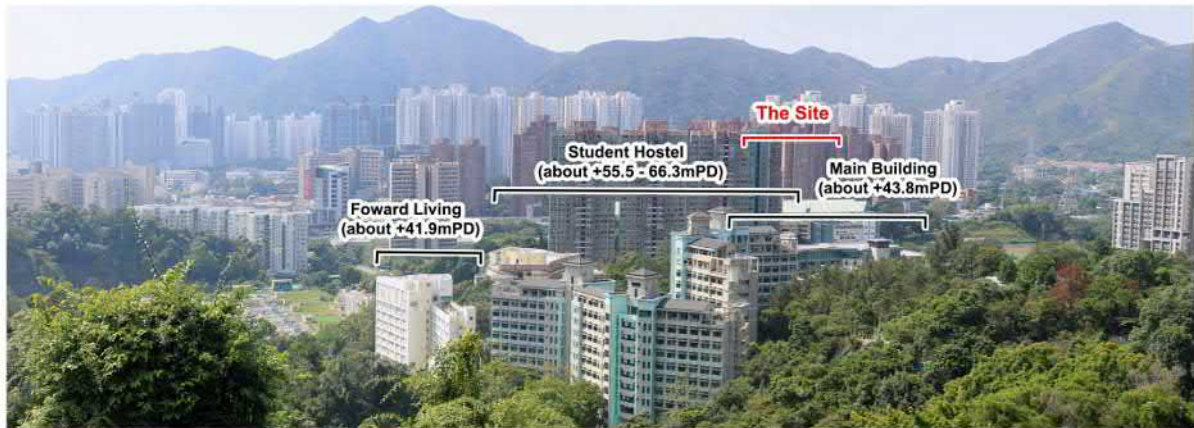 The Site
Student Hostel
(about +55.5 - 66.3mPD)
Main Building
(about +43.8mPD)
Foward Living
(about +41.9mPD)